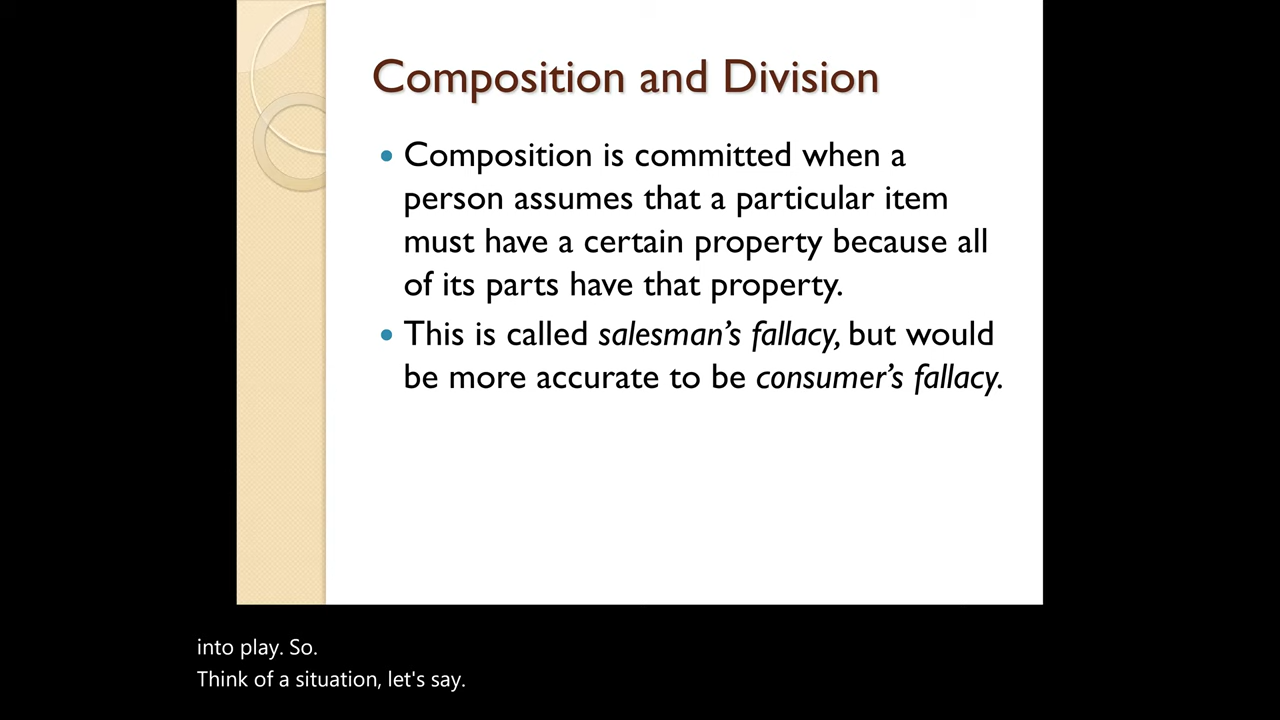 Composition and Division
• Composition is committed when a
person assumes that a particular item
must have a certain property because all
of its parts have that property.
• This is called salesman's fallacy, but would
be more accurate to be consumer's fallacy.
into play. So.
Think of a situation, let's say.